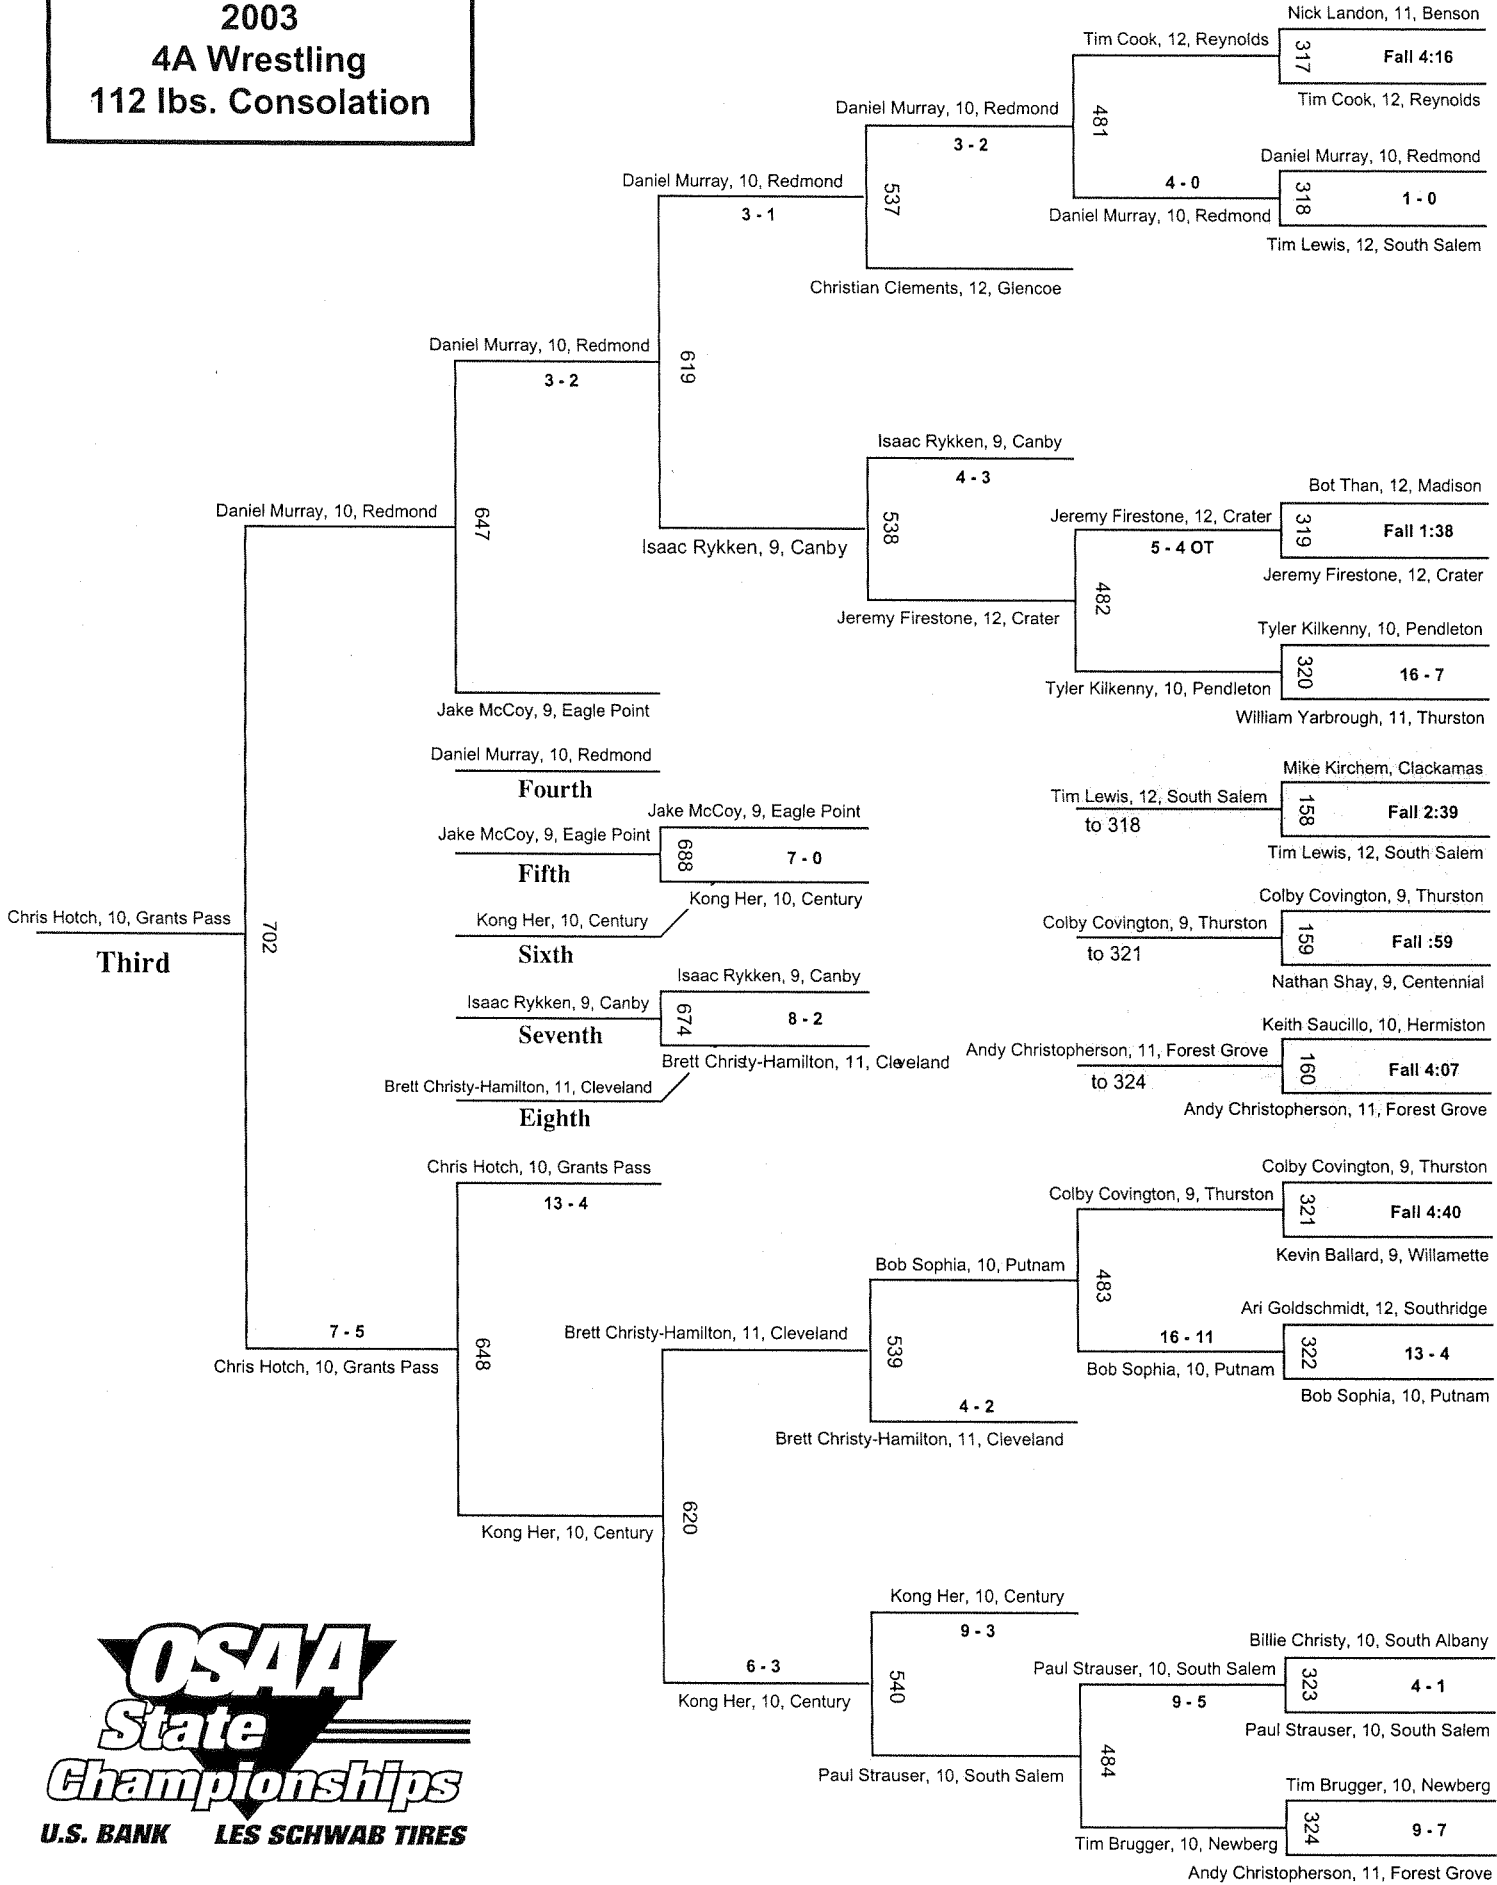 2003
4A Wrestling
112 lbs. Consolation
Nick Landon, 11, Benson
Tim Cook, 12, Reynolds
317
Fall 4:16
Tim Cook, 12, Reynolds
Daniel Murray, 10, Redmond
3 - 2
481
Daniel Murray, 10, Redmond
4 - 0
318
1 - 0
Daniel Murray, 10, Redmond
Tim Lewis, 12, South Salem
Daniel Murray, 10, Redmond
3 - 1
537
Christian Clements, 12, Glencoe
Daniel Murray, 10, Redmond
3 - 2
619
Isaac Rykken, 9, Canby
4 - 3
538
Isaac Rykken, 9, Canby
Bot Than, 12, Madison
Jeremy Firestone, 12, Crater
5 - 4 OT
319
Fall 1:38
Jeremy Firestone, 12, Crater
482
Jeremy Firestone, 12, Crater
Tyler Kilkenny, 10, Pendleton
320
16 - 7
Tyler Kilkenny, 10, Pendleton
William Yarbrough, 11, Thurston
Daniel Murray, 10, Redmond
647
Jake McCoy, 9, Eagle Point
Daniel Murray, 10, Redmond
Fourth
Jake McCoy, 9, Eagle Point
Jake McCoy, 9, Eagle Point
688
7 - 0
Fifth
Kong Her, 10, Century
Kong Her, 10, Century
Sixth
Isaac Rykken, 9, Canby
Isaac Rykken, 9, Canby
674
8 - 2
Seventh
Brett Christy-Hamilton, 11, Cleveland
Brett Christy-Hamilton, 11, Cleveland
Eighth
Mike Kirchem, Clackamas
Tim Lewis, 12, South Salem
to 318
158
Fall 2:39
Tim Lewis, 12, South Salem
Colby Covington, 9, Thurston
Colby Covington, 9, Thurston
to 321
159
Fall :59
Nathan Shay, 9, Centennial
Keith Saucillo, 10, Hermiston
Andy Christopherson, 11, Forest Grove
to 324
160
Fall 4:07
Andy Christopherson, 11, Forest Grove
Chris Hotch, 10, Grants Pass
Third
702
Chris Hotch, 10, Grants Pass
13 - 4
7 - 5
Chris Hotch, 10, Grants Pass
648
Colby Covington, 9, Thurston
Colby Covington, 9, Thurston
321
Fall 4:40
Kevin Ballard, 9, Willamette
Bob Sophia, 10, Putnam
483
Ari Goldschmidt, 12, Southridge
16 - 11
322
13 - 4
Bob Sophia, 10, Putnam
Bob Sophia, 10, Putnam
Brett Christy-Hamilton, 11, Cleveland
539
4 - 2
Brett Christy-Hamilton, 11, Cleveland
Kong Her, 10, Century
620
Kong Her, 10, Century
9 - 3
6 - 3
Kong Her, 10, Century
540
Billie Christy, 10, South Albany
Paul Strauser, 10, South Salem
9 - 5
323
4 - 1
Paul Strauser, 10, South Salem
Paul Strauser, 10, South Salem
484
Tim Brugger, 10, Newberg
324
9 - 7
Tim Brugger, 10, Newberg
Andy Christopherson, 11, Forest Grove
OSAA
State
Championships
U.S. BANK LES SCHWAB TIRES